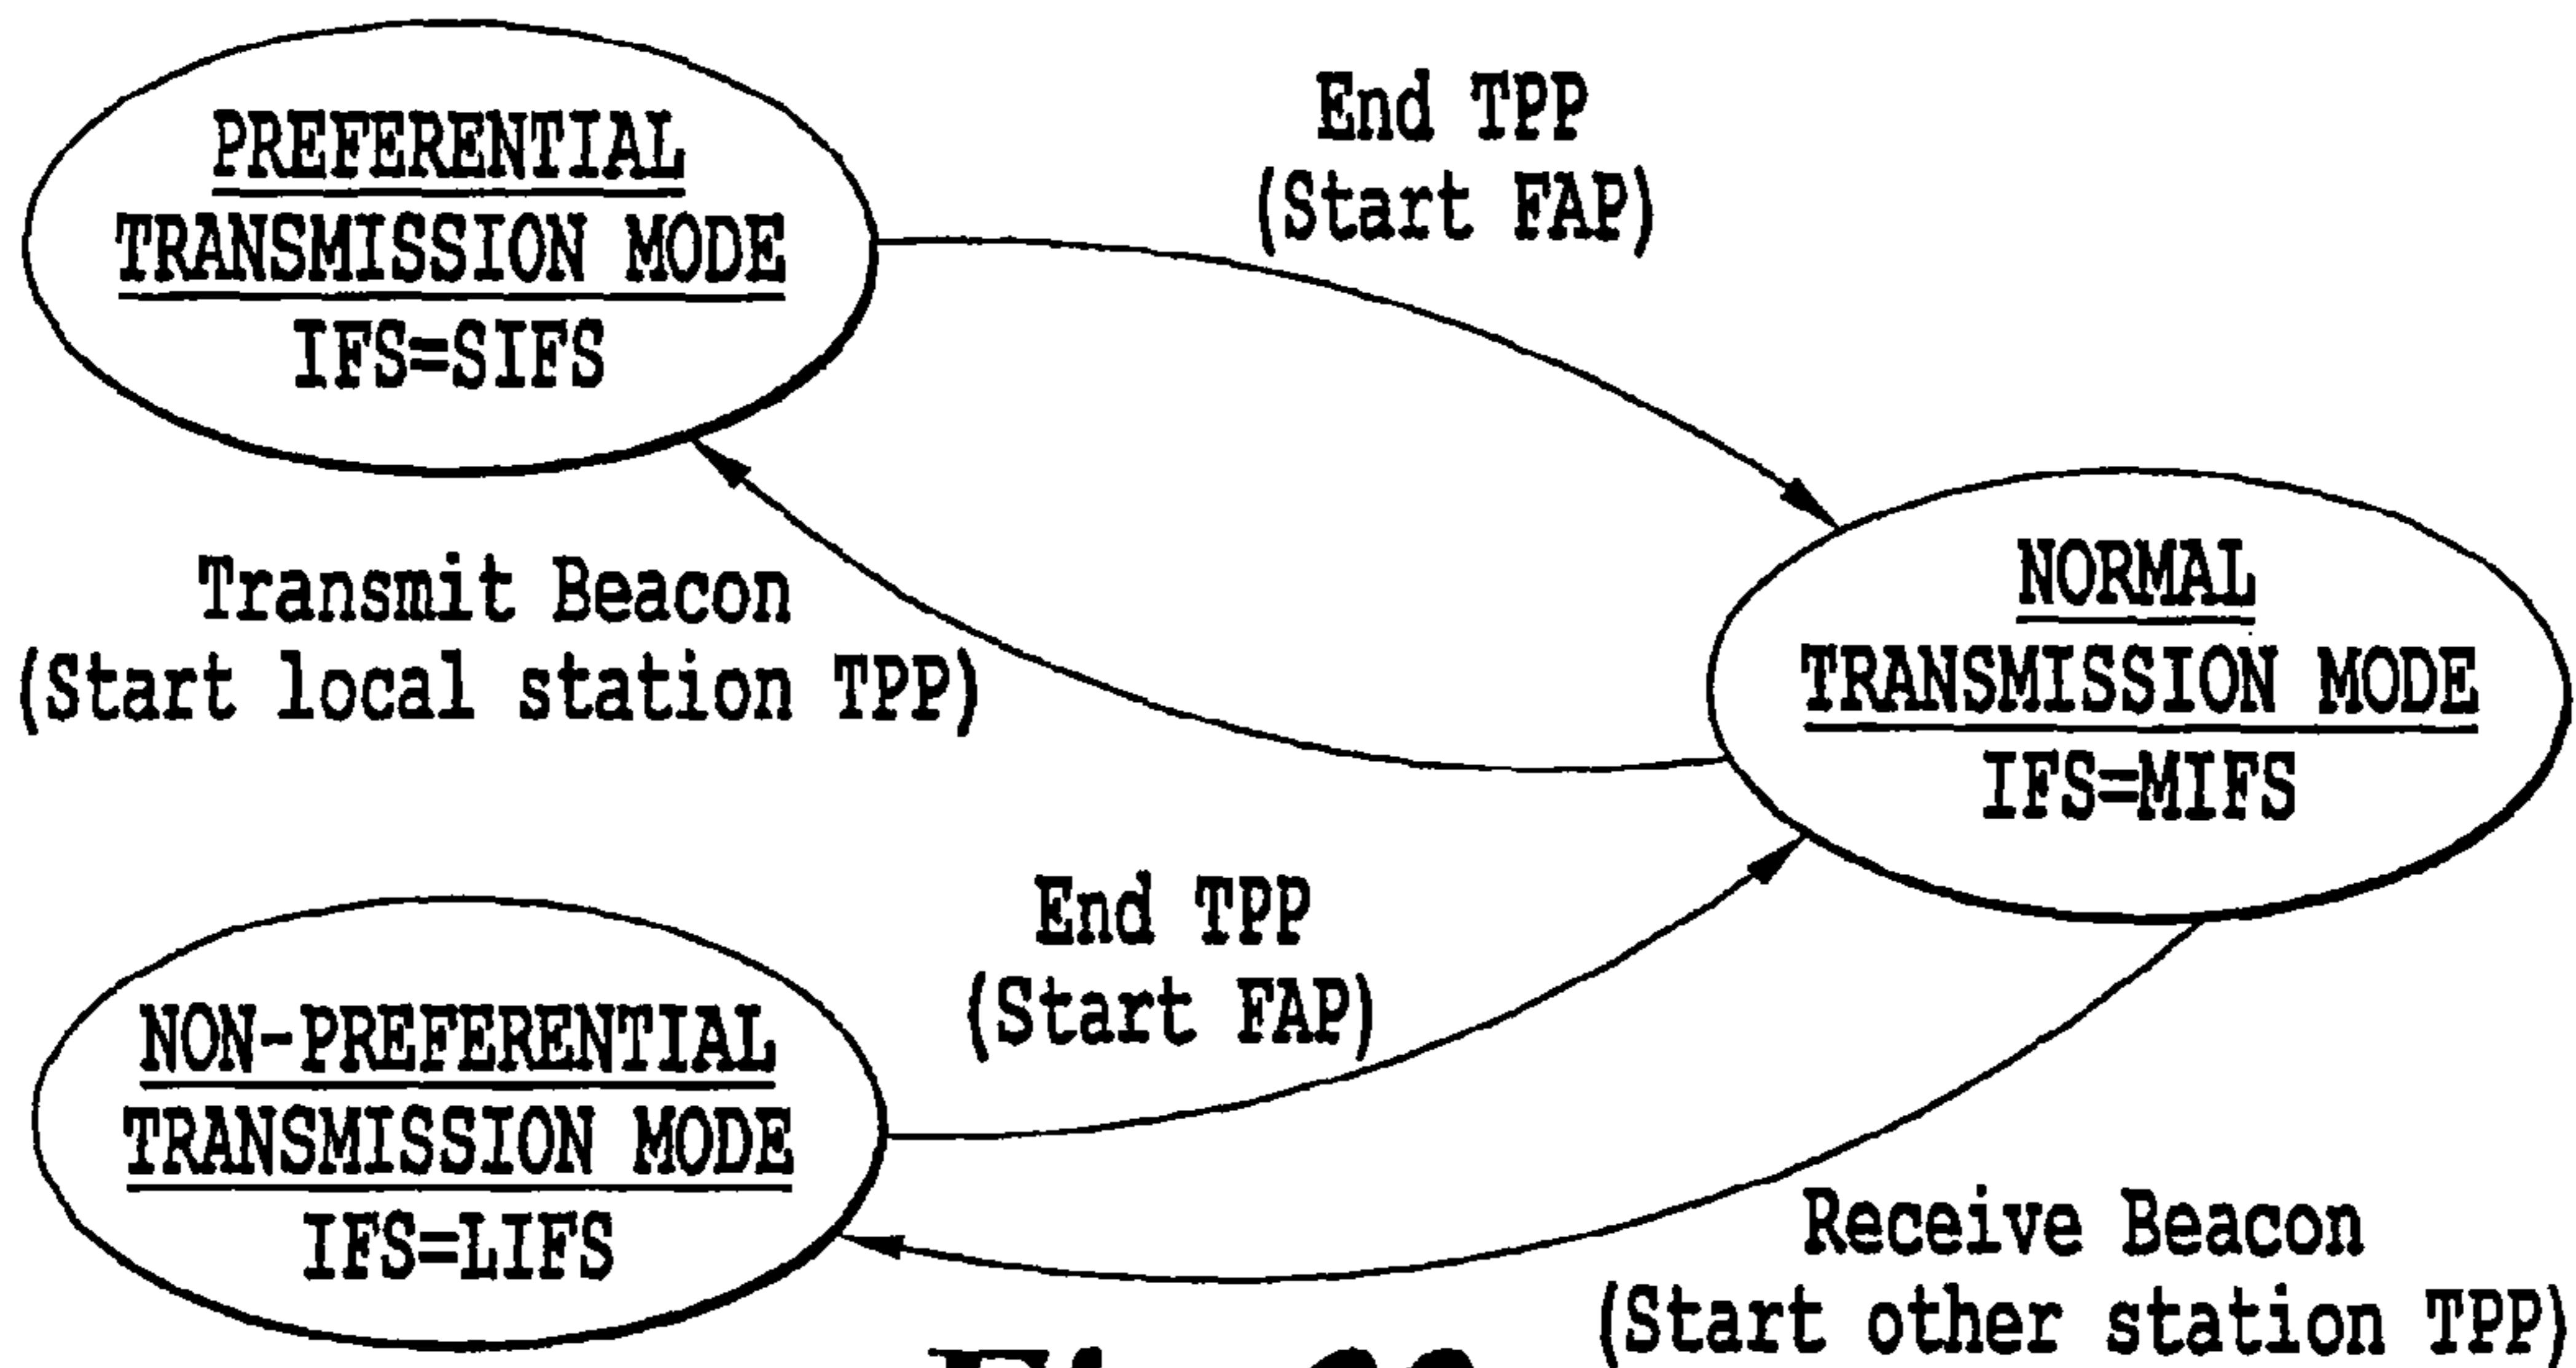 PREFERENTIAL
TRANSMISSION MODE
IFS=SIFS
End TPP
(Start FAP)
Transmit Beacon
(Start local station TPP)
NORMAL
TRANSMISSION MODE
IFS=MIFS
End TPP
(Start FAP)
NON-PREFERENTIAL
TRANSMISSION MODE
IFS=LIFS
Receive Beacon
(Start other station TPP)